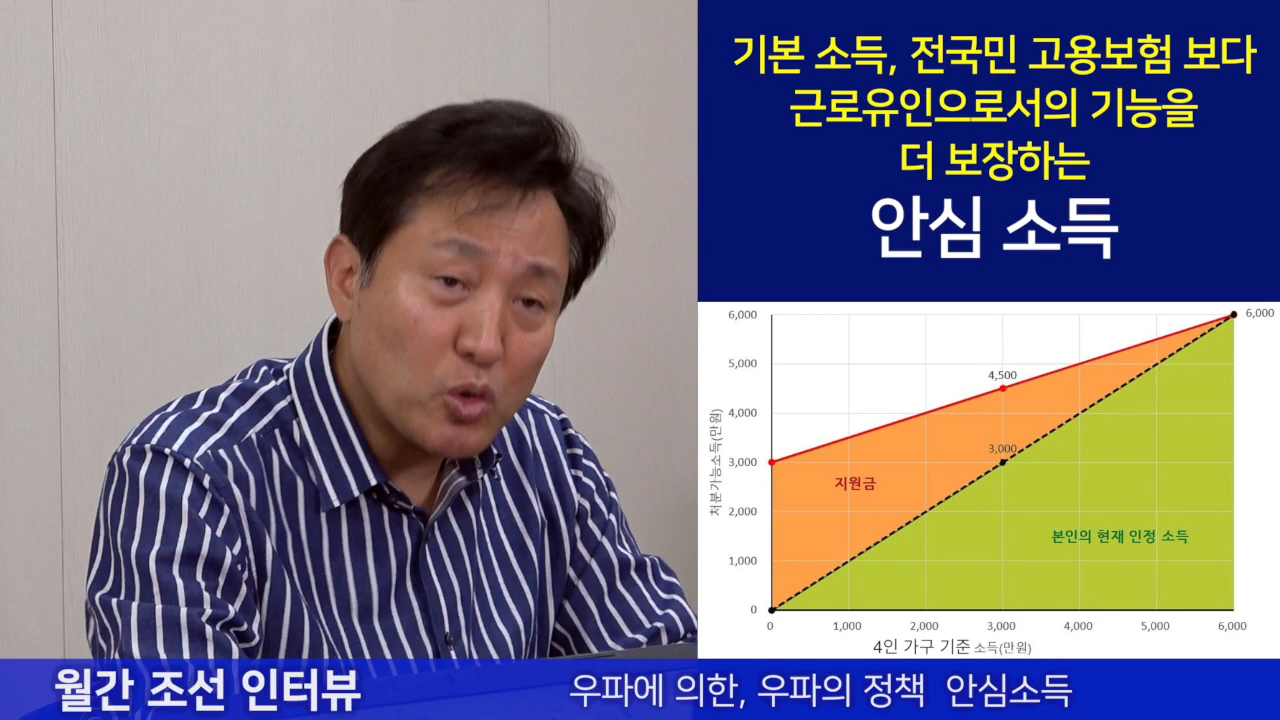 기본 소득, 전국민 고용보험 보다
근로유인으로서의 기능을
더 보장하는
안심 소득
6,000
5,000
4,000
3,000
2,000
1,000
0
처분가능소득(만원)
6,000
4,500
3,000
지원금
본인의 현재 인정 소득
0
1,000
2,000
3,000
4,000
5,000
6,000
4인 가구 기준 소득(만원)
월간 조선 인터뷰
우파에 의한, 우파의 정책 안심소득